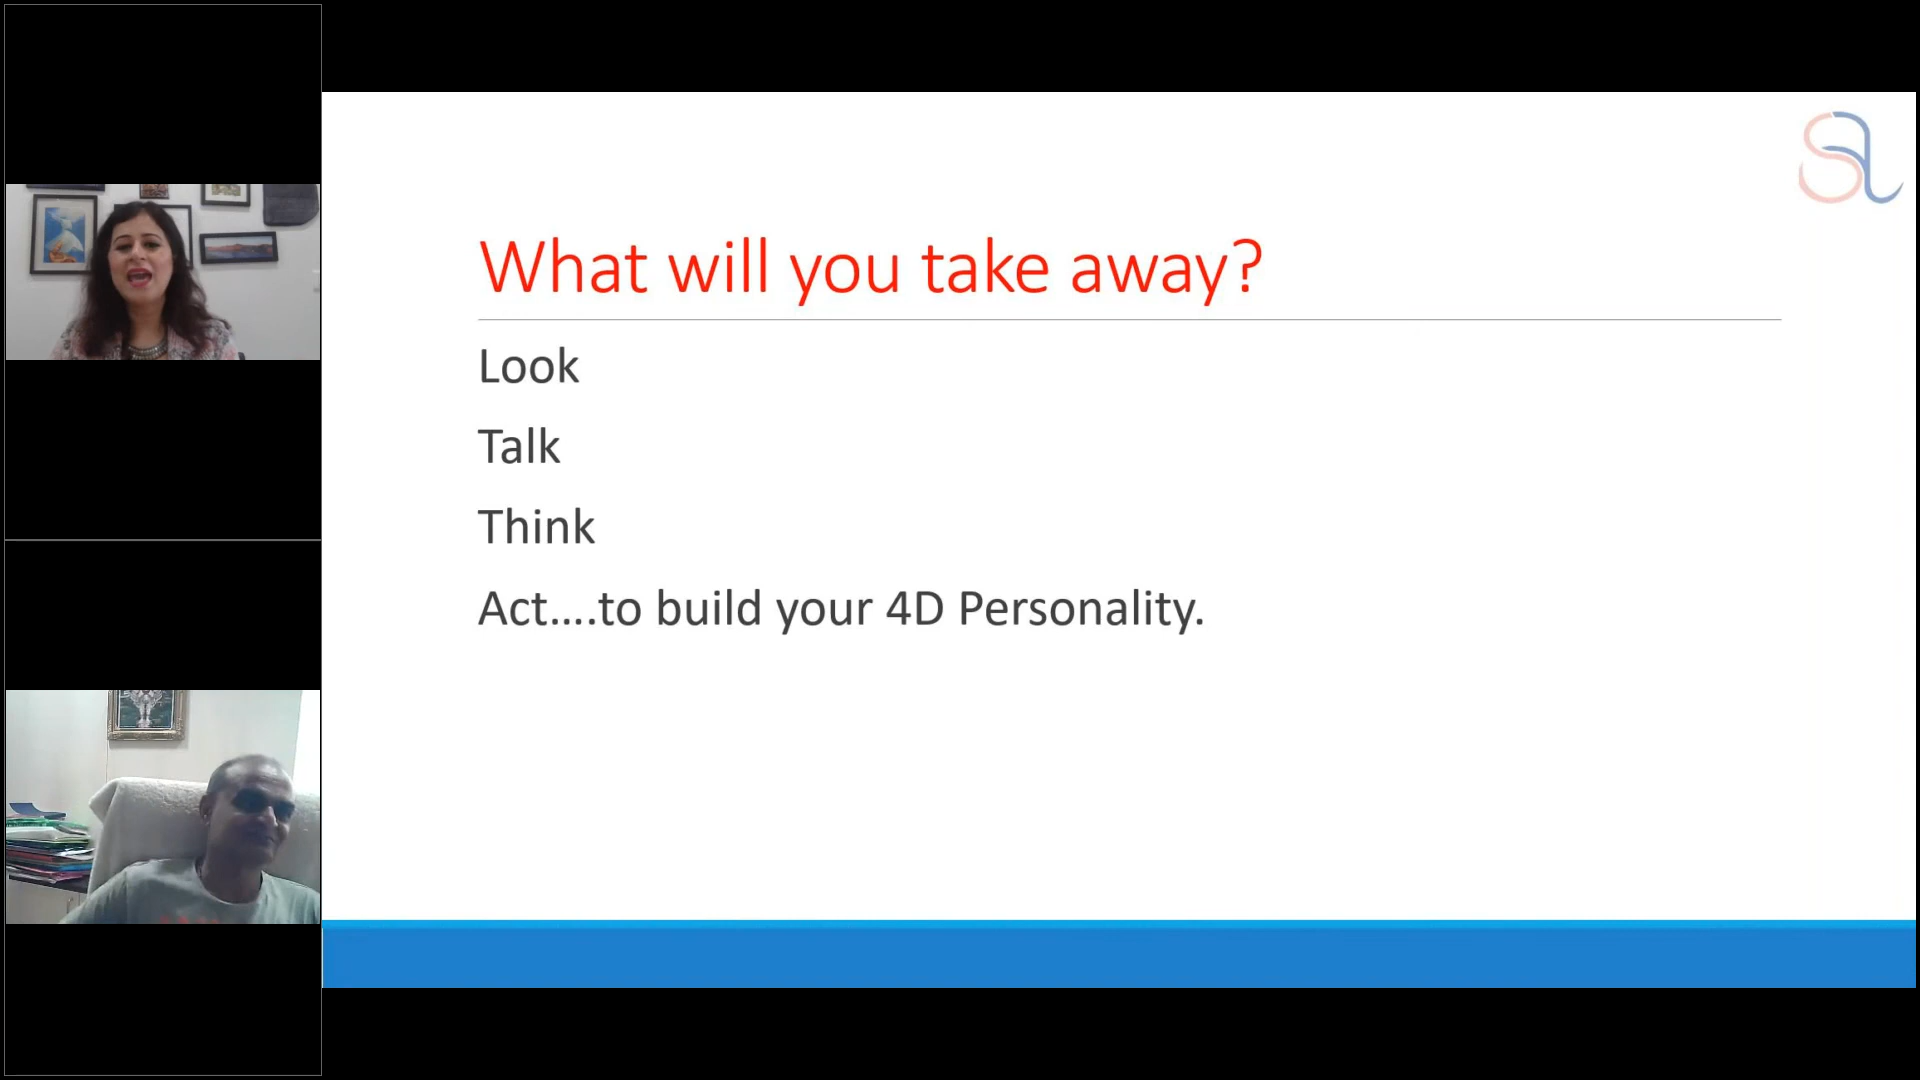 What will you take away?
Look
Talk
Think
Act....to build your 4D Personality.